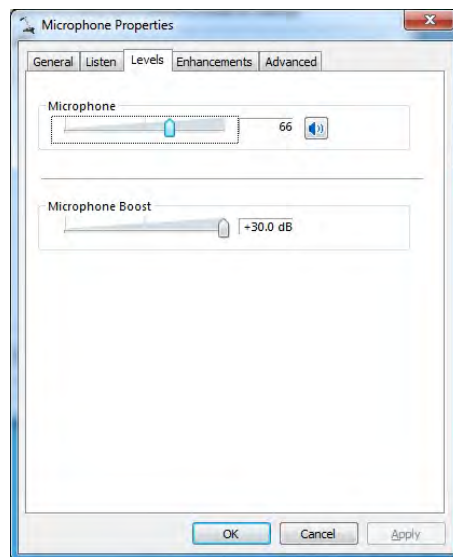 Microphone Properties
General Listen Levels Enhancements Advanced
Microphone
66
Microphone Boost
+30.0 dB
OK Cancel Apply